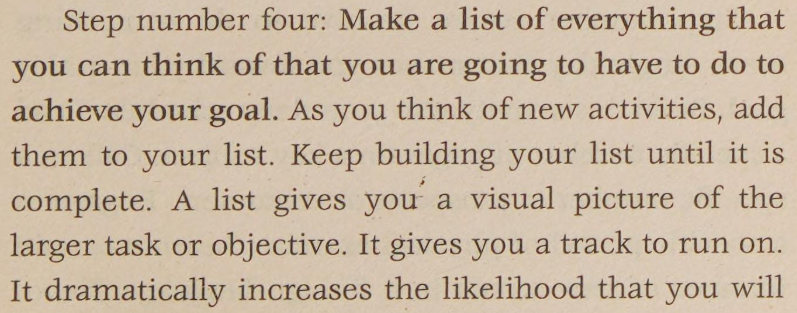 Step number four: Make a list of everything that
you can think of that you are going to have to do to
achieve your goal. As you think of new activities, add
them to your list. Keep building your list until it is
complete. A list gives you a visual picture of the
larger task or objective. It gives you a track to run on.
It dramatically increases the likelihood that you will